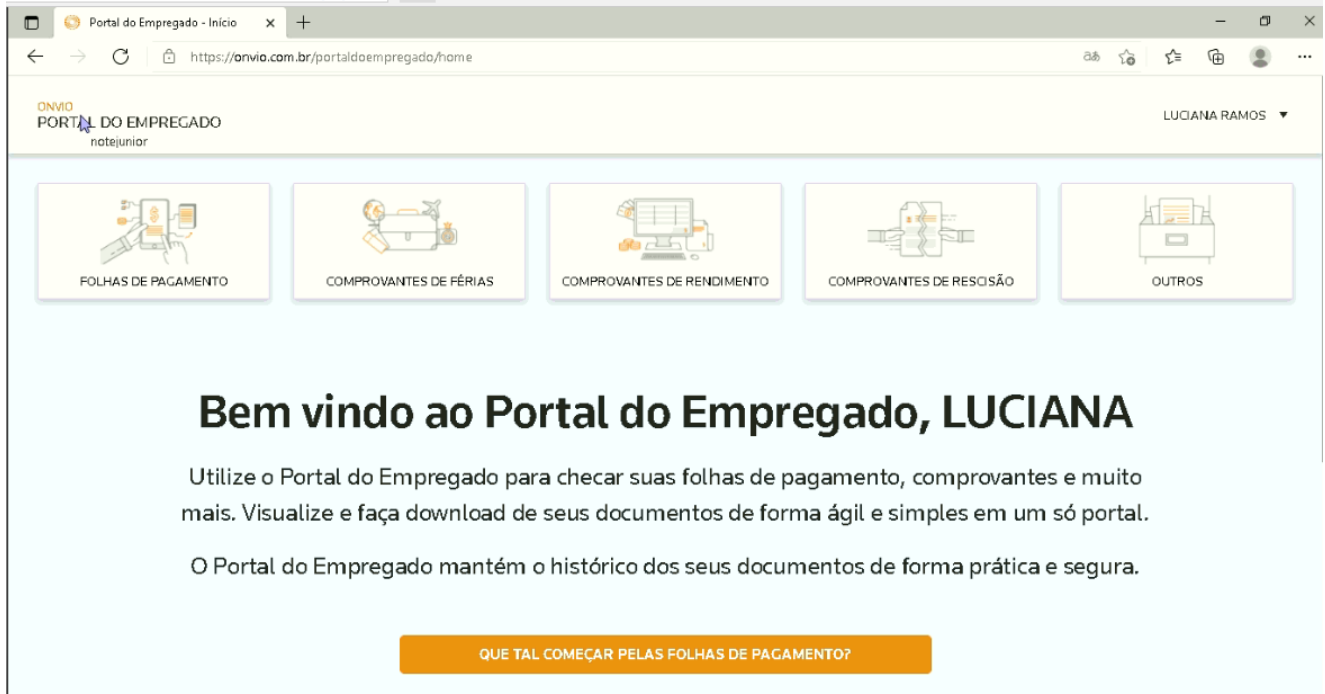 Portal do Empregado - Início
https://onvio.com.br/portaldoempregado/home
ONVIO
PORTAL DO EMPREGADO
notejunior
LUCIANA RAMOS
FOLHAS DE PAGAMENTO
COMPROVANTES DE FÉRIAS
COMPROVANTES DE RENDIMENTO
COMPROVANTES DE RESCISÃO
OUTROS
Bem vindo ao Portal do Empregado, LUCIANA
Utilize o Portal do Empregado para checar suas folhas de pagamento, comprovantes e muito
mais. Visualize e faça download de seus documentos de forma ágil e simples em um só portal.
O Portal do Empregado mantém o histórico dos seus documentos de forma prática e segura.
QUE TAL COMEÇAR PELAS FOLHAS DE PAGAMENTO?